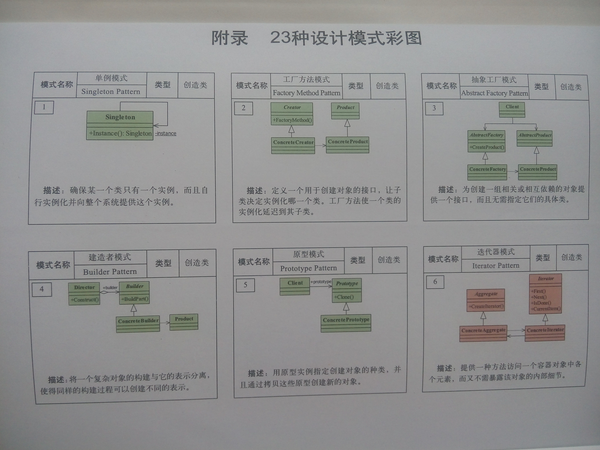 附录 23种设计模式彩图
模式名称
单例模式
Singleton Pattern
类型
创造类
1
Singleton
+Instance(): Singleton
-instance
描述：确保某一个类只有一个实例，而且自
行实例化并向整个系统提供这个实例。
模式名称
工厂方法模式
Factory Method Pattern
类型
创造类
2
Creator
+FactoryMethod()
Product
ConcreteCreator
ConcreteProduct
描述：定义一个用于创建对象的接口，让子
类决定实例化哪一个类。工厂方法使一个类的
实例化延迟到其子类。
模式名称
抽象工厂模式
Abstract Factory Pattern
类型
创造类
3
Client
AbstractFactory
+CreateProduct()
AbstractProduct
ConcreteFactory
ConcreteProduct
描述：为创建一组相关或相互依赖的对象提
供一个接口，而且无需指定它们的具体类。
模式名称
建造者模式
Builder Pattern
类型
创造类
4
Director
+Construct()
-builder
Builder
+BuildPart()
ConcreteBuilder
Product
描述：将一个复杂对象的构建与它的表示分离，
使得同样的构建过程可以创建不同的表示。
模式名称
原型模式
Prototype Pattern
类型
创造类
5
Client
+prototype
Prototype
+Clone()
ConcretePrototype
描述：用原型实例指定创建对象的种类，并
且通过拷贝这些原型创建新的对象。
模式名称
迭代器模式
Iterator Pattern
类型
创造类
6
Aggregate
+CreateIterator()
Iterator
+First()
+Next()
+IsDone()
+CurrentItem()
ConcreteAggregate
ConcreteIterator
描述：提供一种方法访问一个容器对象中各
个元素，而又不需暴露该对象的内部细节。